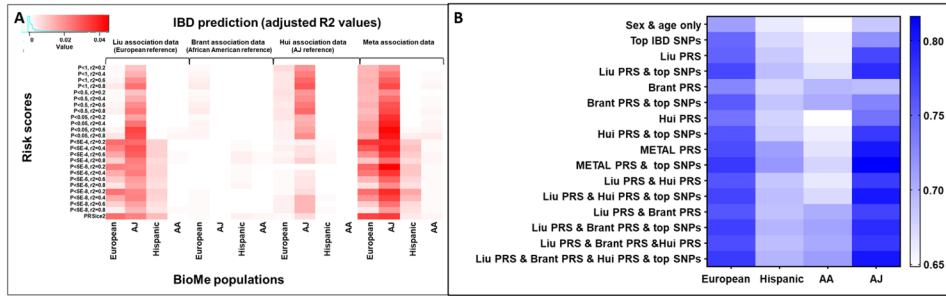 A
IBD prediction (adjusted R2 values)
0 0.02 0.04
Value
Liu association data
(European reference)
Brant association data
(African American reference)
Hui association data
(AJ reference)
Meta association data
Risk scores
P<1, r2=0.2
P<1, r2=0.4
P<1, r2=0.6
P<1, r2=0.8
P<0.5, r2=0.2
P<0.5, r2=0.4
P<0.5, r2=0.6
P<0.5, r2=0.8
P<0.05, r2=0.2
P<0.05, r2=0.4
P<0.05, r2=0.6
P<0.05, r2=0.8
P<5E-4, r2=0.2
P<5E-4, r2=0.4
P<5E-4, r2=0.6
P<5E-4, r2=0.8
P<5E-6, r2=0.2
P<5E-6, r2=0.4
P<5E-6, r2=0.6
P<5E-6, r2=0.8
P<5E-8, r2=0.2
P<5E-8, r2=0.4
P<5E-8, r2=0.6
P<5E-8, r2=0.8
PRSice2
European AJ Hispanic AA European AJ Hispanic AA European AJ Hispanic AA European AJ Hispanic AA
BioMe populations
B
Sex & age only
Top IBD SNPs
Liu PRS
Liu PRS & top SNPs
Brant PRS
Brant PRS & top SNPs
Hui PRS
Hui PRS & top SNPs
METAL PRS
METAL PRS & top SNPs
Liu PRS & Hui PRS
Liu PRS & Hui PRS & top SNPs
Liu PRS & Brant PRS
Liu PRS & Brant PRS & top SNPs
Liu PRS & Brant PRS &Hui PRS
Liu PRS & Brant PRS & Hui PRS & top SNPs
European Hispanic AA AJ
0.80
0.75
0.70
0.65